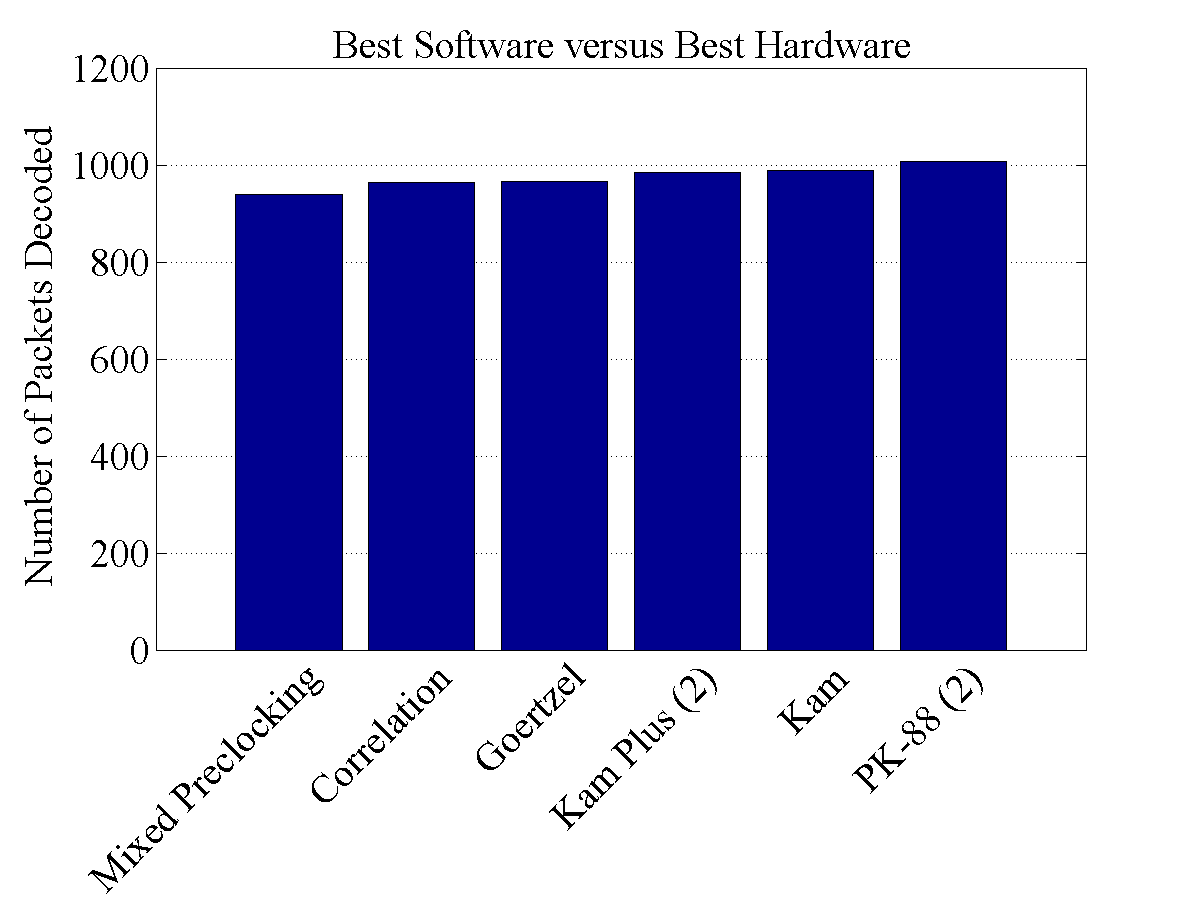 Best Software versus Best Hardware
Number of Packets Decoded
1200
1000
800
600
400
200
0
Mixed Preclocking
Correlation
Goertzel
Kam Plus (2)
Kam
PK-88 (2)